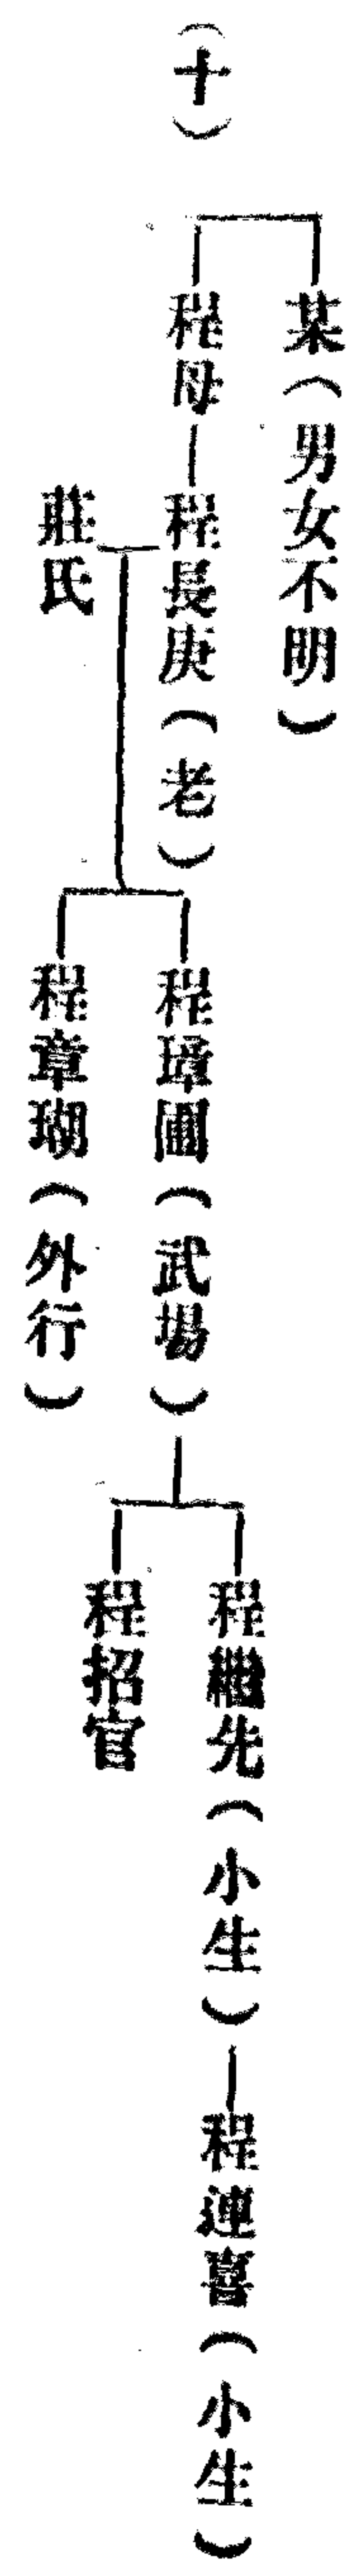 （十）
某（男女不明）
程母
程長庚（老）
莊氏
程璋圃（武場）
程章瑚（外行）
程繼先（小生）
程招官
程連喜（小生）